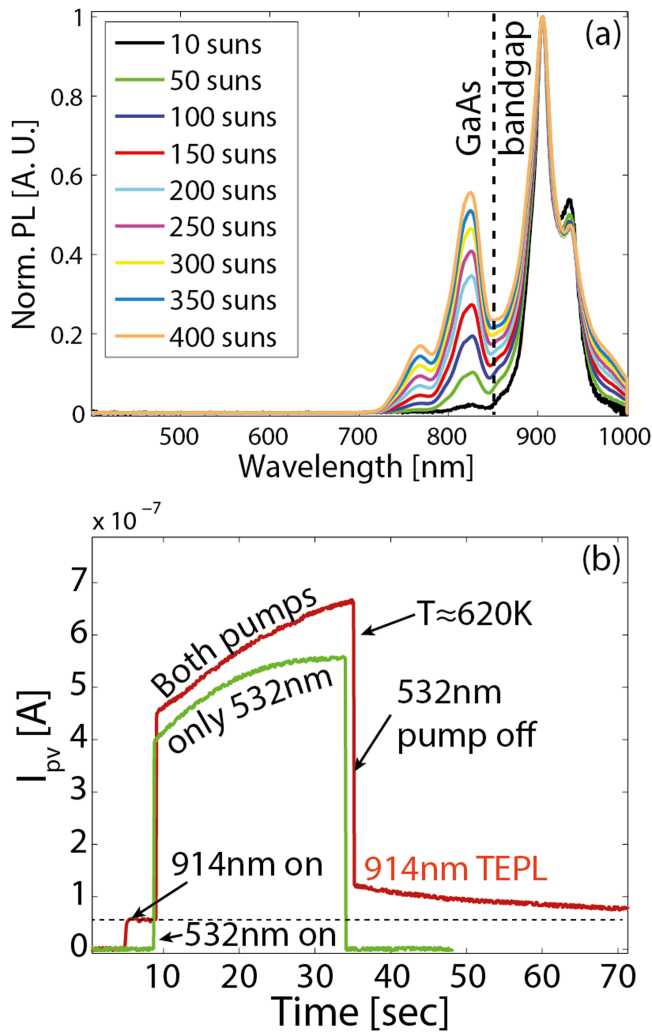 1
(a)
10 suns
50 suns
100 suns
150 suns
200 suns
250 suns
300 suns
350 suns
400 suns
GaAs
bandgap
0.8
0.6
0.4
0.2
0
Norm. PL [A. U.]
500 600 700 800 900 1000
Wavelength [nm]
x 10⁻⁷
(b)
7
6
5
4
3
2
1
0
I_pv [A]
Both pumps
only 532nm
T≈620K
532nm
pump off
914nm on
914nm TEPL
532nm on
10 20 30 40 50 60 70
Time [sec]